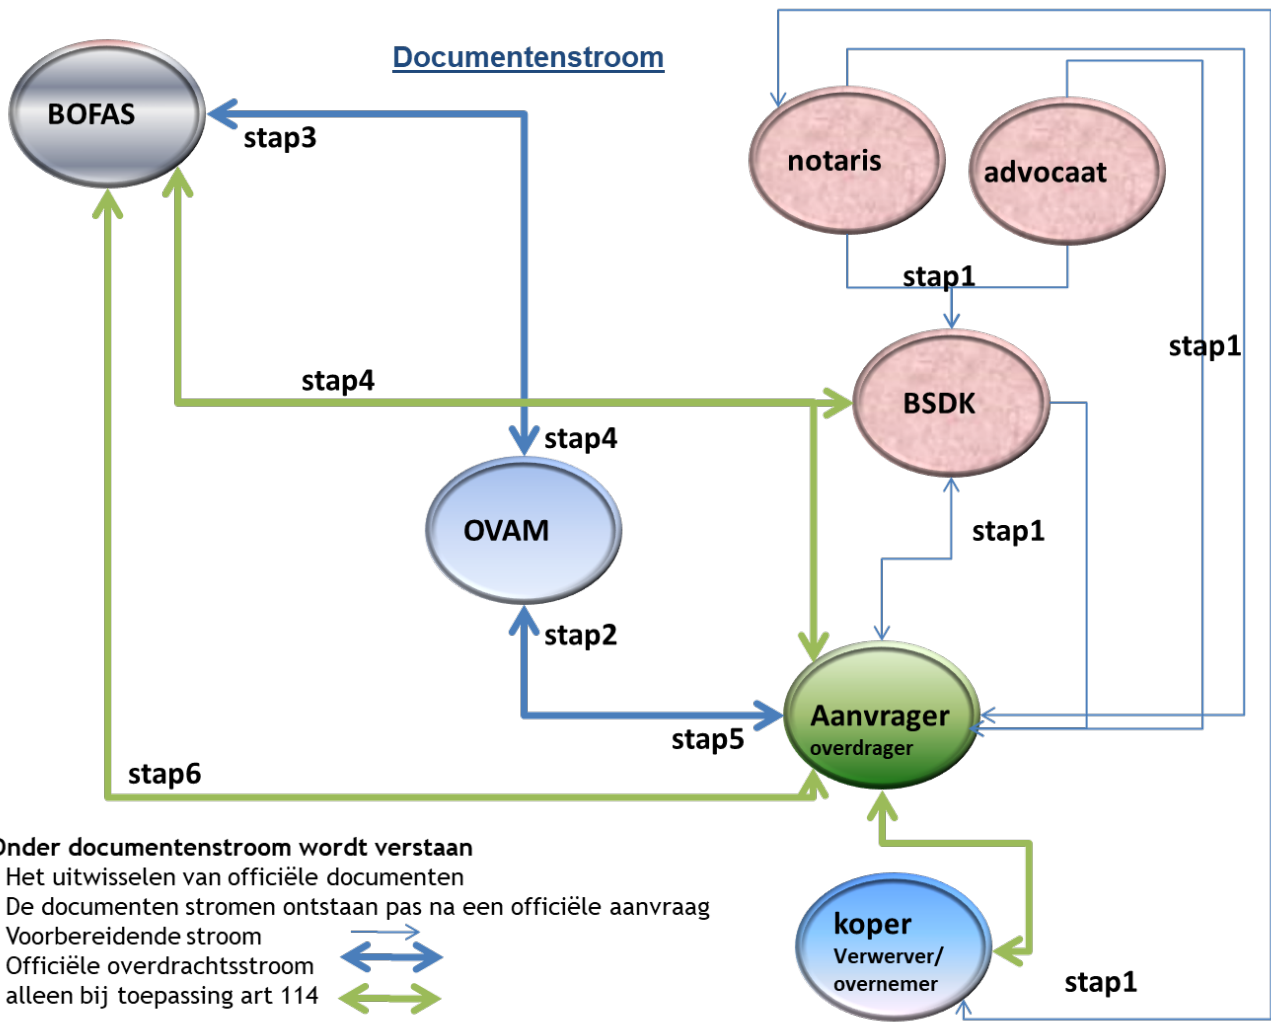 Documentenstroom
BOFAS
stap3
notaris
advocaat
stap1
stap1
stap4
BSDK
stap4
OVAM
stap1
stap2
Aanvrager
overdrager
stap5
stap6
Onder documentenstroom wordt verstaan
Het uitwisselen van officiële documenten
De documenten stromen ontstaan pas na een officiële aanvraag
Voorbereidende stroom
Officiële overdrachtsstroom
alleen bij toepassing art 114
koper
Verwerver/
overnemer
stap1